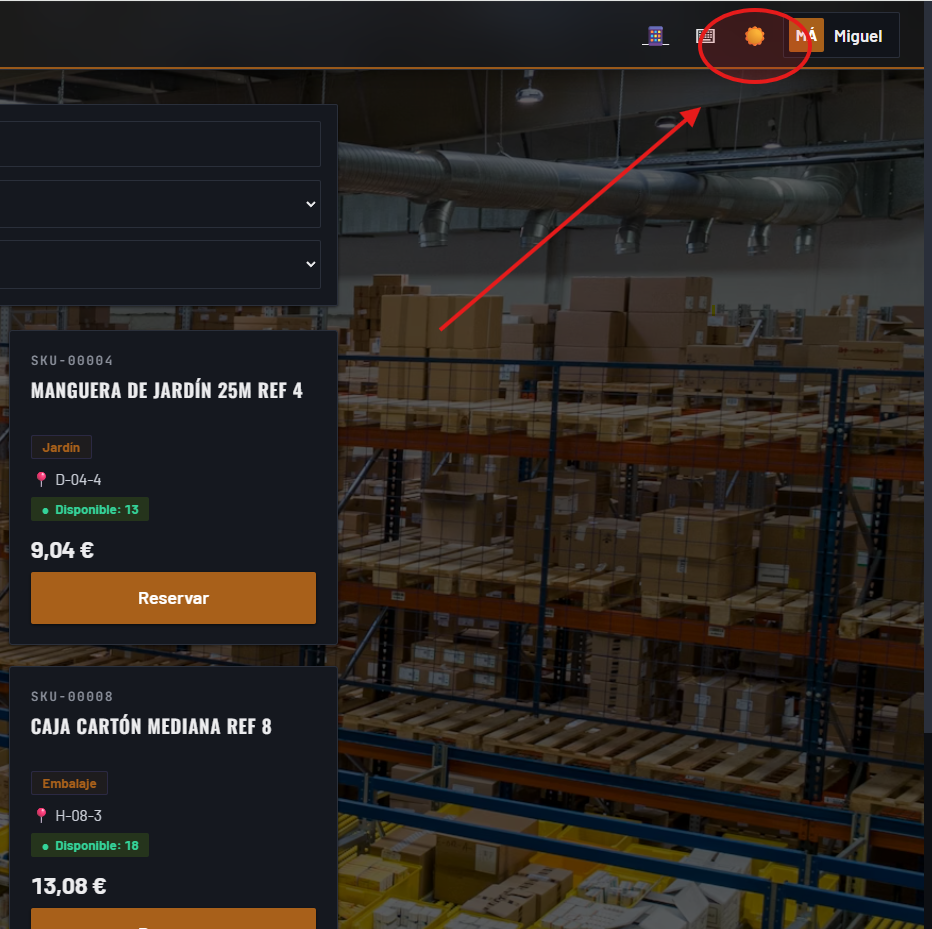 MÁ Miguel
SKU-00004
MANGUERA DE JARDÍN 25M REF 4
Jardín
D-04-4
Disponible: 13
9,04 €
Reservar
SKU-00008
CAJA CARTÓN MEDIANA REF 8
Embalaje
H-08-3
Disponible: 18
13,08 €